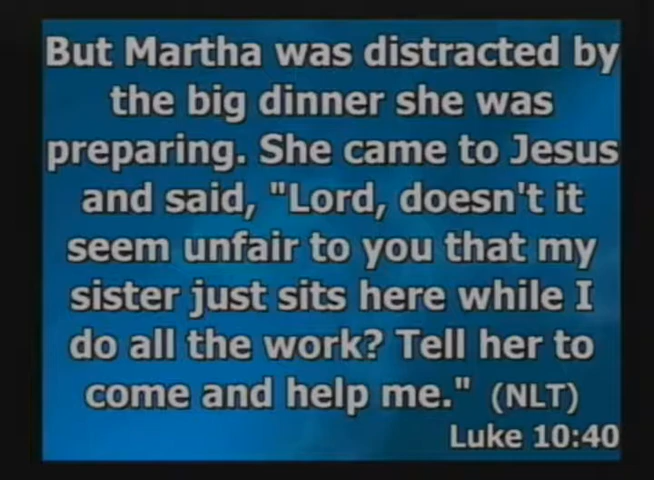 But Martha was distracted by
the big dinner she was
preparing. She came to Jesus
and said, "Lord, doesn't it
seem unfair to you that my
sister just sits here while I
do all the work? Tell her to
come and help me." (NLT)
Luke 10:40